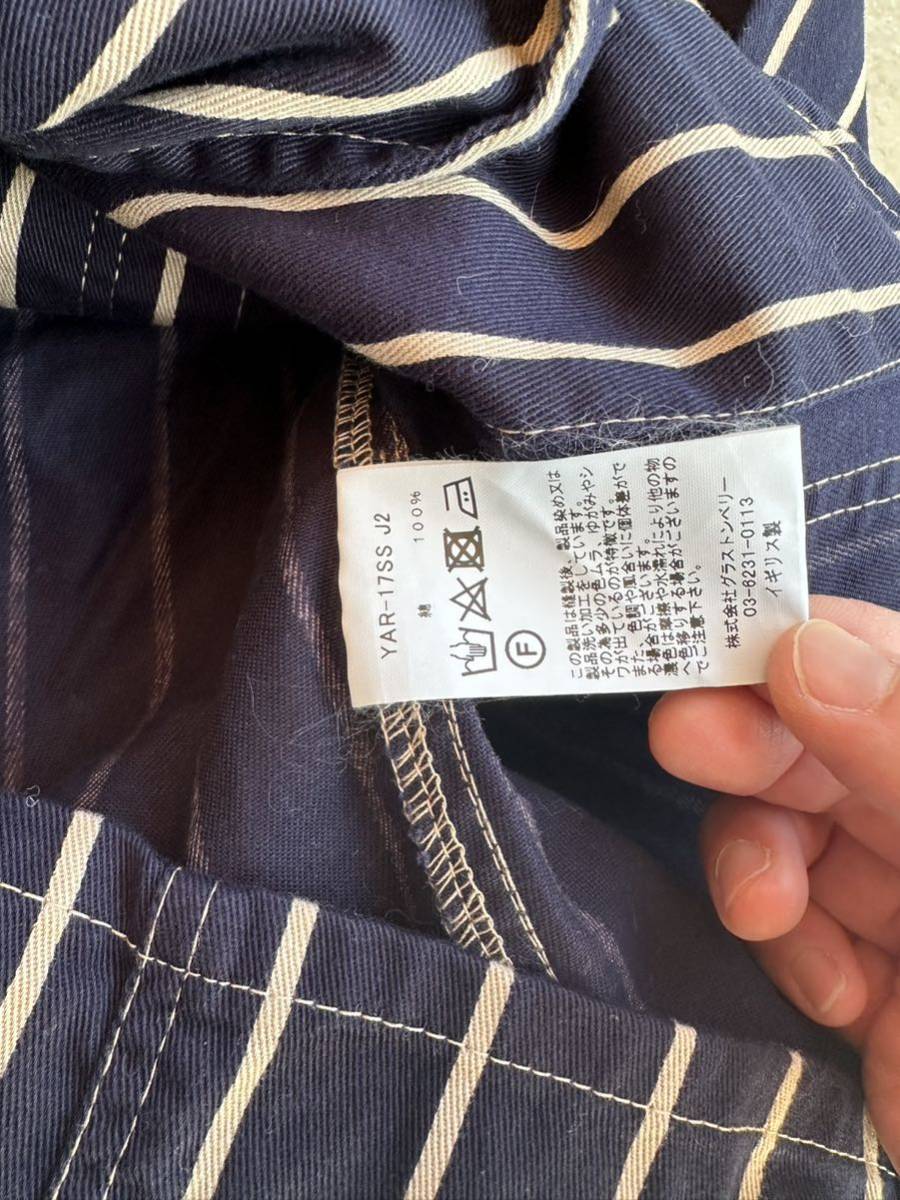 YAR-17SS J2
綿 100%
F
この製品は縫製後、製品染め又は
製品洗い加工をしています。
その為多少の色ムラ、ゆがみやシ
ワが出ているのが特徴です。
また、色調や風合いに個体差がで
る場合がございます。
濃色は摩擦や水濡れにより他の物
へ色移りする場合がございますの
でご注意下さい。
株式会社グラストンベリー
03-6231-0113
イギリス製